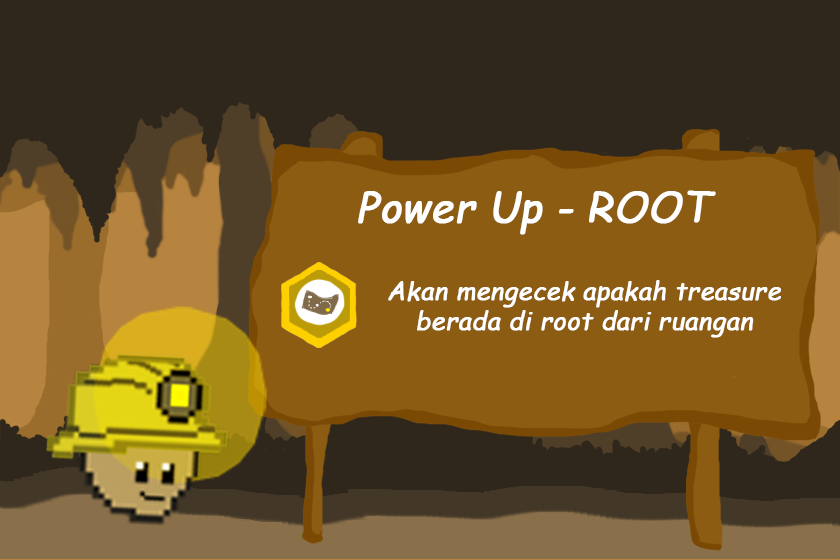 Power Up - ROOT
Akan mengecek apakah treasure
berada di root dari ruangan